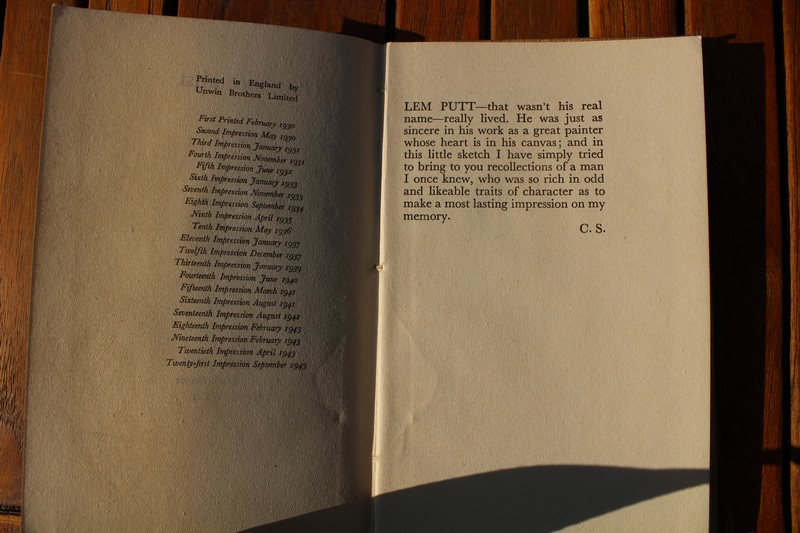 Printed in England by
Unwin Brothers Limited
First Printed February 1930
Second Impression May 1930
Third Impression January 1931
Fourth Impression November 1931
Fifth Impression June 1932
Sixth Impression January 1933
Seventh Impression November 1933
Eighth Impression September 1934
Ninth Impression April 1935
Tenth Impression May 1936
Eleventh Impression January 1937
Twelfth Impression December 1937
Thirteenth Impression January 1939
Fourteenth Impression June 1940
Fifteenth Impression March 1941
Sixteenth Impression August 1941
Seventeenth Impression August 1942
Eighteenth Impression February 1943
Nineteenth Impression February 1943
Twentieth Impression April 1943
Twenty-first Impression September 1943
LEM PUTT—that wasn't his real
name—really lived. He was just as
sincere in his work as a great painter
whose heart is in his canvas; and in
this little sketch I have simply tried
to bring to you recollections of a man
I once knew, who was so rich in odd
and likeable traits of character as to
make a most lasting impression on my
memory.
C. S.